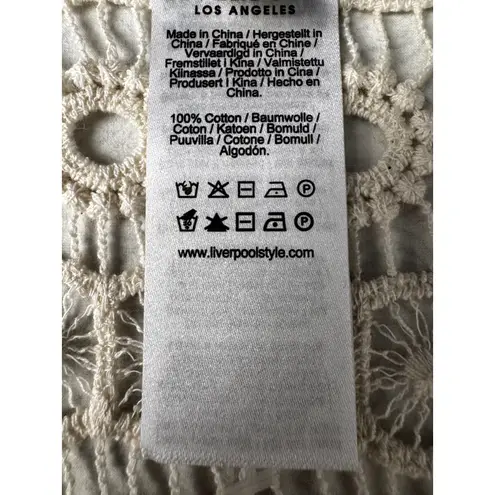 LOS ANGELES
Made in China / Hergestellt in
China / Fabriqué en Chine /
Vervaardigd in China /
Fremstillet i Kina / Valmistettu
Kiinassa / Prodotto in Cina /
Produsert i Kina / Hecho en
China.
100% Cotton / Baumwolle /
Coton / Katoen / Bomuld /
Puuvilla / Cotone / Bomull /
Algodón.
P
P
www.liverpoolstyle.com